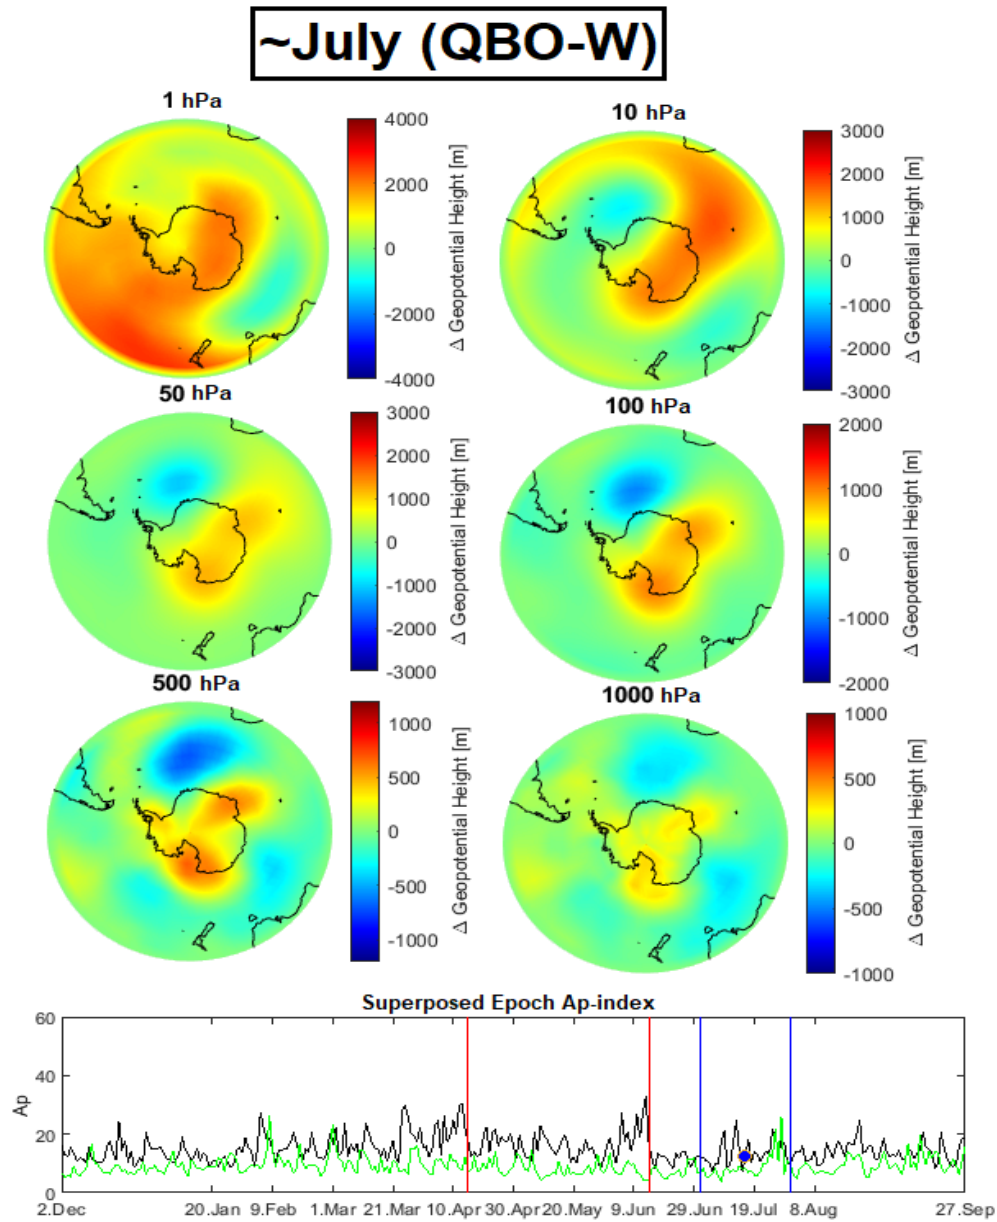 ~July (QBO-W)
1 hPa
10 hPa
4000
2000
0
-2000
-4000
Δ Geopotential Height [m]
3000
2000
1000
0
-1000
-2000
-3000
Δ Geopotential Height [m]
50 hPa
100 hPa
3000
2000
1000
0
-1000
-2000
-3000
Δ Geopotential Height [m]
2000
1000
0
-1000
-2000
Δ Geopotential Height [m]
500 hPa
1000 hPa
1000
500
0
-500
-1000
Δ Geopotential Height [m]
1000
500
0
-500
-1000
Δ Geopotential Height [m]
Superposed Epoch Ap-index
60
40
20
0
Ap
2.Dec 20.Jan 9.Feb 1.Mar 21.Mar 10.Apr 30.Apr 20.May 9.Jun 29.Jun 19.Jul 8.Aug 27.Sep